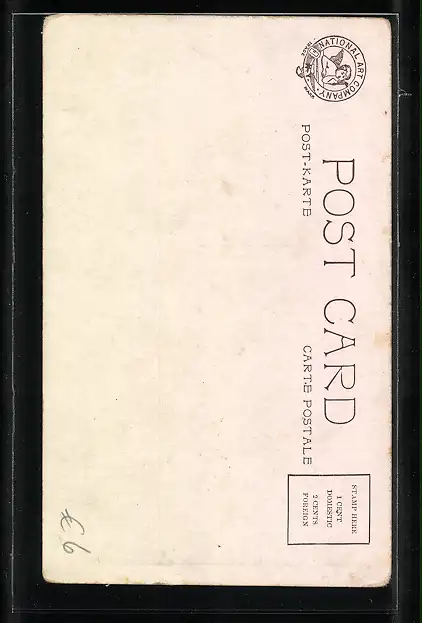 NATIONAL ART COMPANY
POST CARD
POST-KARTE
CARTE POSTALE
STAMP HERE
1 CENT
DOMESTIC
2 CENTS
FOREIGN
£6